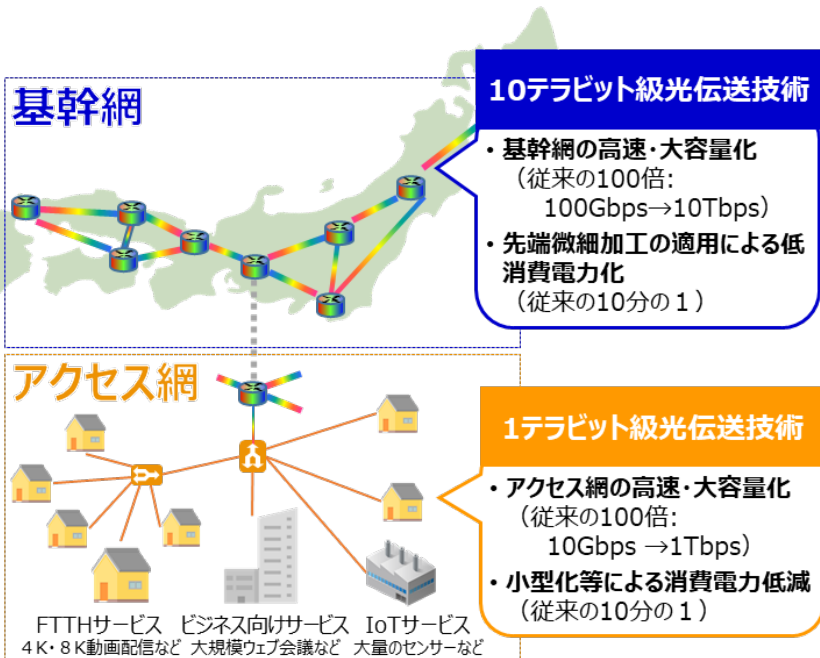 基幹網
10テラビット級光伝送技術
・基幹網の高速・大容量化
（従来の100倍:
100Gbps→10Tbps）
・先端微細加工の適用による低
消費電力化
（従来の10分の１）
アクセス網
1テラビット級光伝送技術
・アクセス網の高速・大容量化
（従来の100倍:
10Gbps →1Tbps）
・小型化等による消費電力低減
（従来の10分の１）
FTTHサービス ビジネス向けサービス IoTサービス
４K・８K動画配信など 大規模ウェブ会議など 大量のセンサーなど